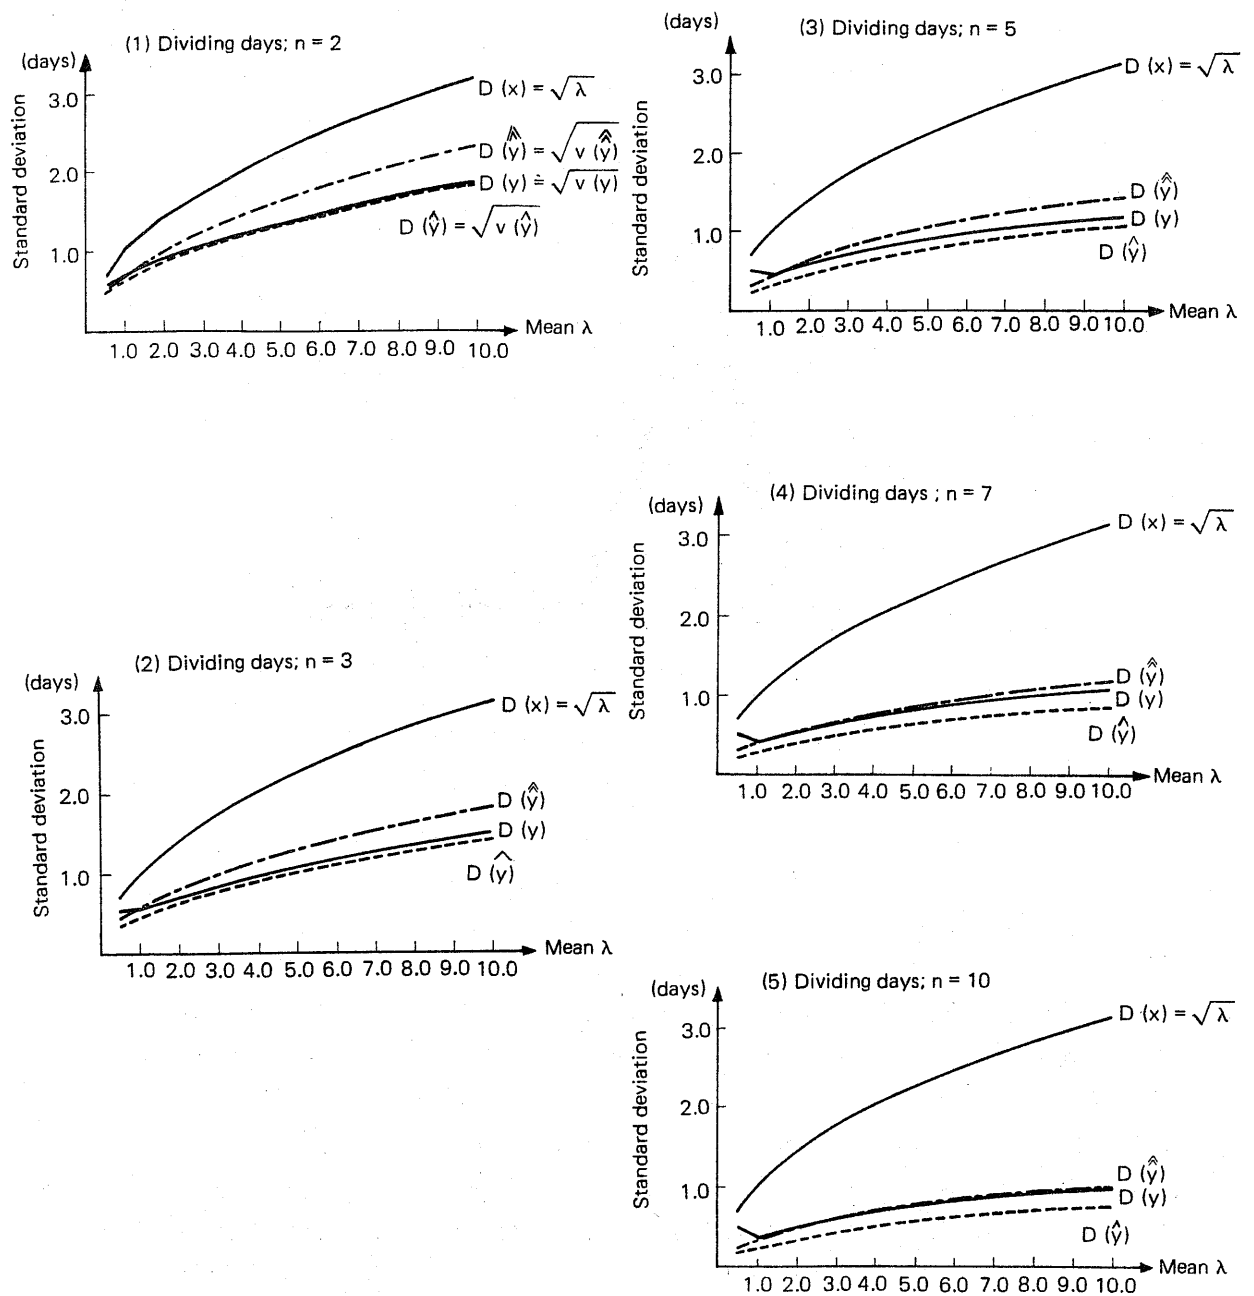 (1) Dividing days; n = 2
(days)
Standard deviation
3.0
2.0
1.0
D (x) = √λ
D (ŷ̂) = √v (ŷ̂)
D (y) ≐ √v (y)
D (ŷ) = √v (ŷ)
Mean λ
1.0 2.0 3.0 4.0 5.0 6.0 7.0 8.0 9.0 10.0
(2) Dividing days; n = 3
(days)
Standard deviation
3.0
2.0
1.0
D (x) = √λ
D (ŷ̂)
D (y)
D (ŷ)
Mean λ
1.0 2.0 3.0 4.0 5.0 6.0 7.0 8.0 9.0 10.0
(3) Dividing days; n = 5
(days)
Standard deviation
3.0
2.0
1.0
D (x) = √λ
D (ŷ̂)
D (y)
D (ŷ)
Mean λ
1.0 2.0 3.0 4.0 5.0 6.0 7.0 8.0 9.0 10.0
(4) Dividing days ; n = 7
(days)
Standard deviation
3.0
2.0
1.0
D (x) = √λ
D (ŷ̂)
D (y)
D (ŷ)
Mean λ
1.0 2.0 3.0 4.0 5.0 6.0 7.0 8.0 9.0 10.0
(5) Dividing days; n = 10
(days)
Standard deviation
3.0
2.0
1.0
D (x) = √λ
D (ŷ̂)
D (y)
D (ŷ)
Mean λ
1.0 2.0 3.0 4.0 5.0 6.0 7.0 8.0 9.0 10.0